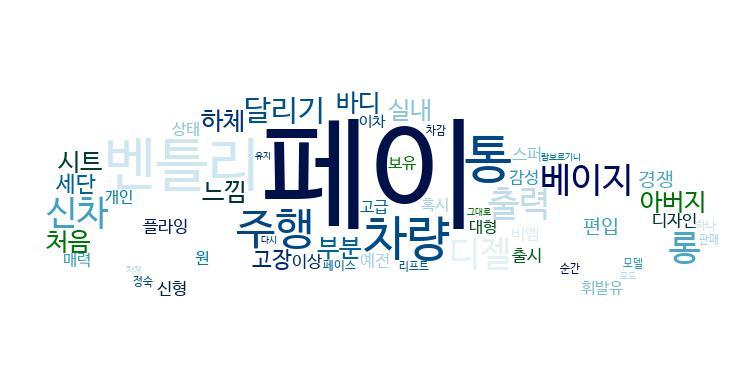 달리기 바디 실내
하체 이차 차감
상태 페이 통 스퍼 람보르기니
벤틀리 유지 보유
시트 느낌 감성 베이지 경쟁
세단 개인 고급 혹시 출력 아버지
신차 플라잉 주행 차량 그대로 대형 비엠 편입 디자인 하나
처음 다시 부분 디젤 출시 롱 판매
매력 원 고장 이상 페이스 예전 리프트 순간 모델
정숙 신형 휘발유 모드